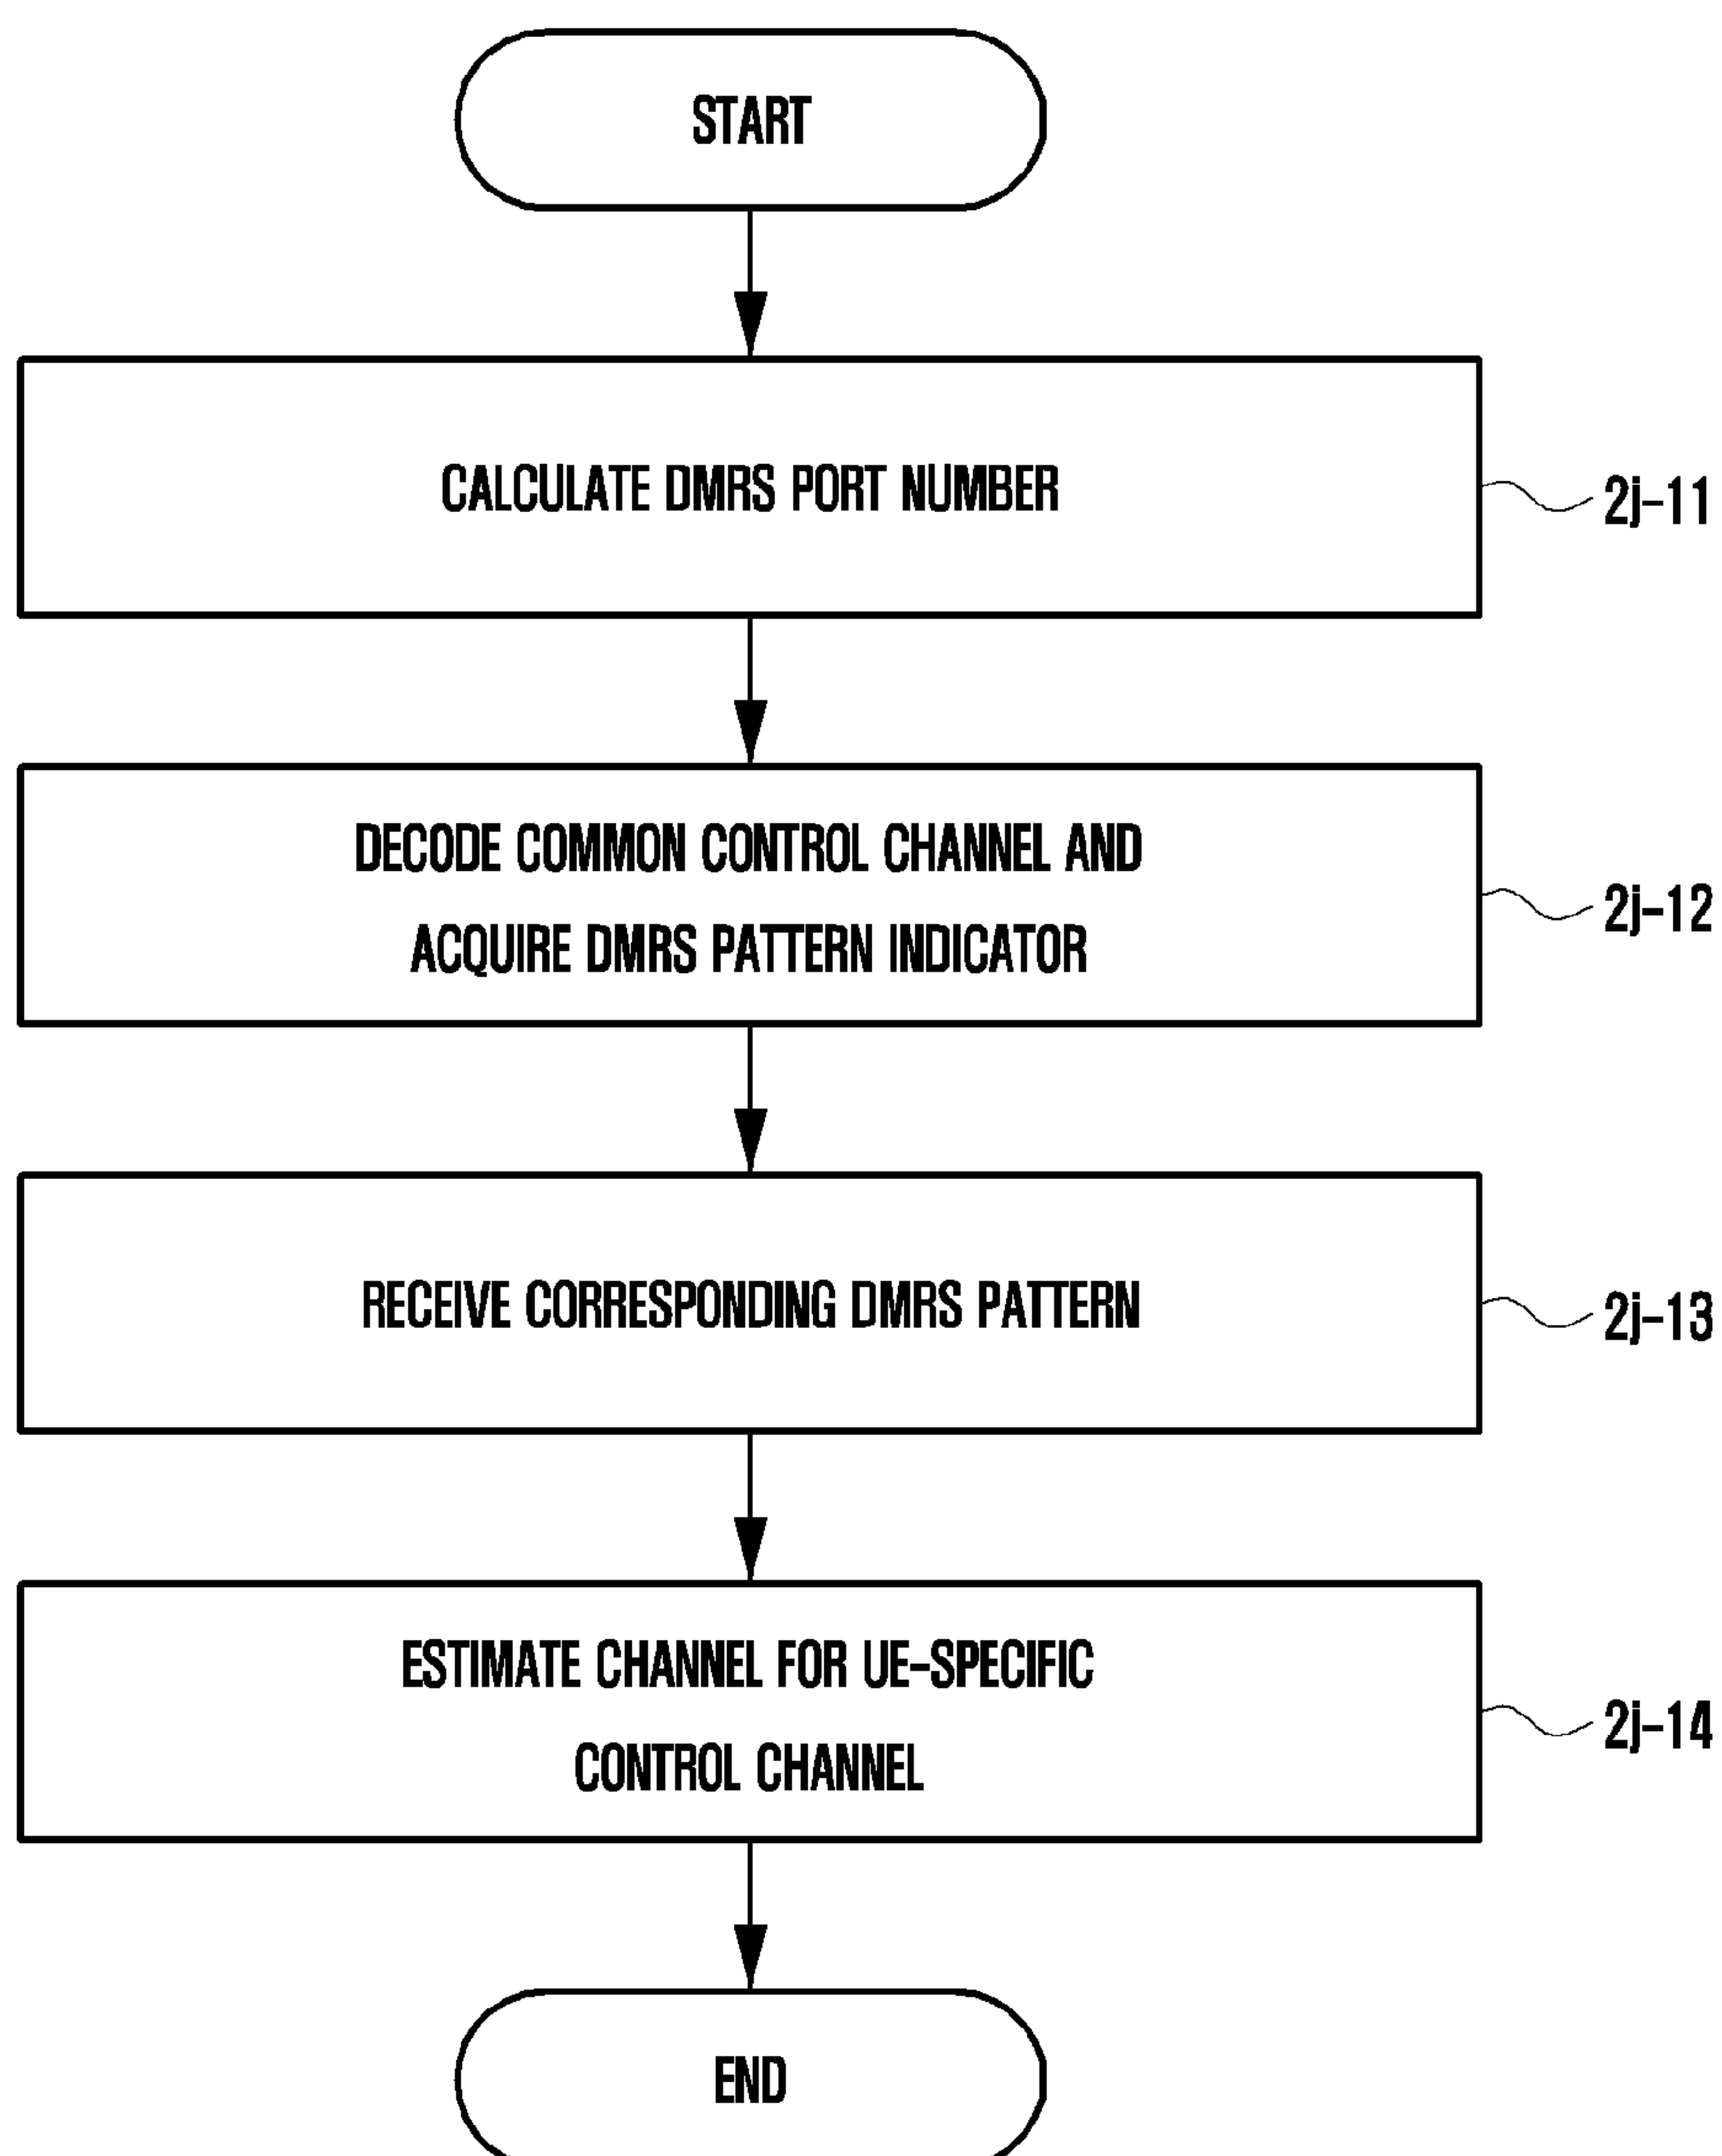 START
CALCULATE DMRS PORT NUMBER
2j-11
DECODE COMMON CONTROL CHANNEL AND
ACQUIRE DMRS PATTERN INDICATOR
2j-12
RECEIVE CORRESPONDING DMRS PATTERN
2j-13
ESTIMATE CHANNEL FOR UE-SPECIFIC
CONTROL CHANNEL
2j-14
END